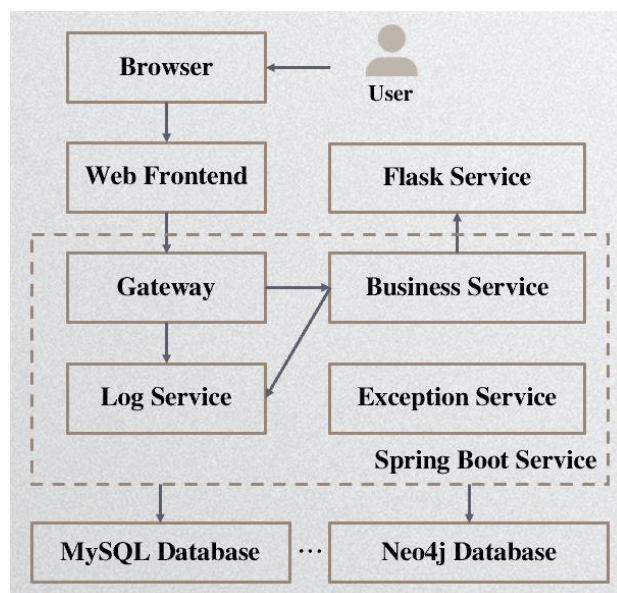 Browser
User
Web Frontend
Flask Service
Gateway
Business Service
Log Service
Exception Service
Spring Boot Service
MySQL Database
...
Neo4j Database